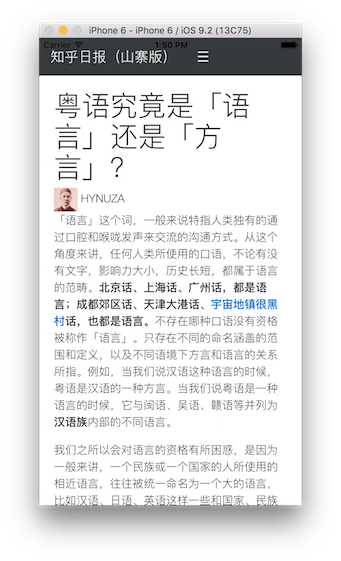 iPhone 6 - iPhone 6 / iOS 9.2 (13C75)
Carrier 1:50 PM
知乎日报（山寨版） ☰
粤语究竟是「语
言」还是「方
言」？
HYNUZA
「语言」这个词，一般来说特指人类独有的通
过口腔和喉咙发声来交流的沟通方式。从这个
角度来讲，任何人类所使用的口语，不论有没
有文字，影响力大小，历史长短，都属于语言
的范畴。北京话、上海话、广州话，都是语
言；成都郊区话、天津大港话、宇宙地镇很黑
村话，也都是语言。不存在哪种口语没有资格
被称作「语言」。只存在不同的命名涵盖的范
围和定义，以及不同语境下方言和语言的关系
所指。例如，当我们说汉语这种语言的时候，
粤语是汉语的一种方言。当我们说粤语是一种
语言的时候，它与闽语、吴语、赣语等并列为
汉语族内部的不同语言。
我们之所以会对语言的资格有所困惑，是因为
一般来讲，一个民族或一个国家的人所使用的
相近语言，往往被统一命名为一个大的语言，
比如汉语、日语、英语这样一些和国家、民族